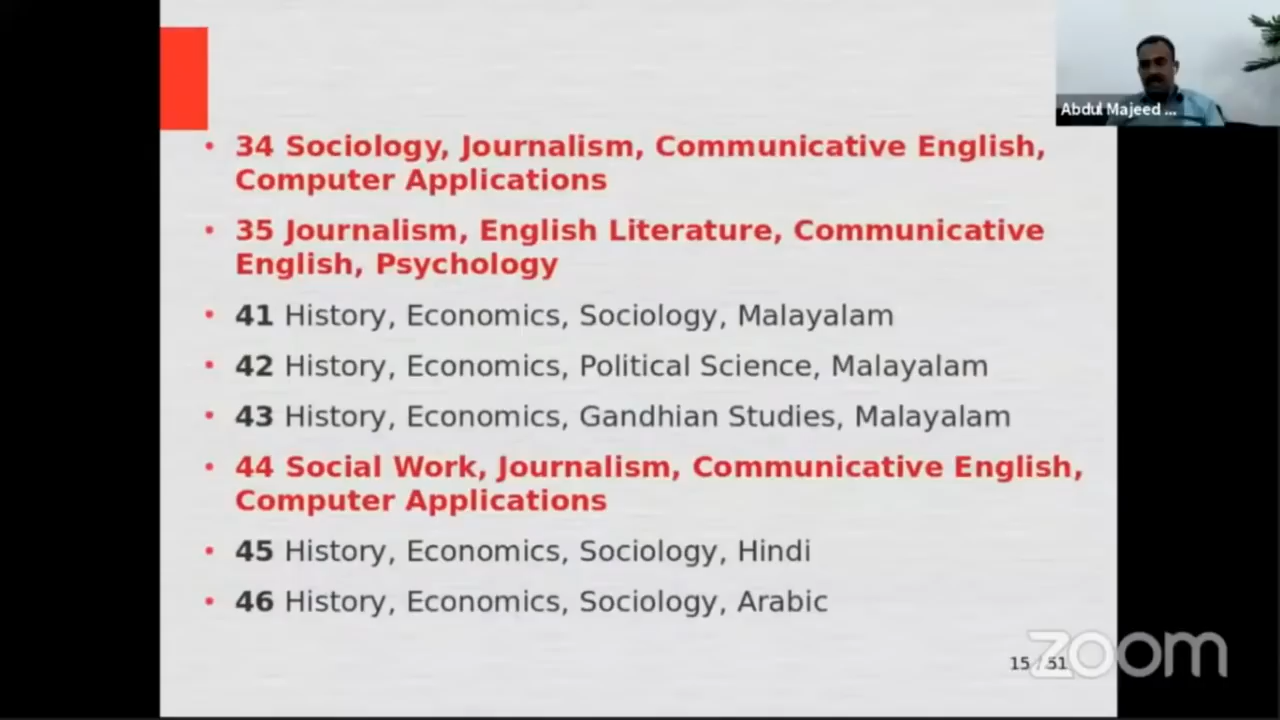 Abdul Majeed ...
• 34 Sociology, Journalism, Communicative English,
Computer Applications
• 35 Journalism, English Literature, Communicative
English, Psychology
• 41 History, Economics, Sociology, Malayalam
• 42 History, Economics, Political Science, Malayalam
• 43 History, Economics, Gandhian Studies, Malayalam
• 44 Social Work, Journalism, Communicative English,
Computer Applications
• 45 History, Economics, Sociology, Hindi
• 46 History, Economics, Sociology, Arabic
15 / 51
zoom